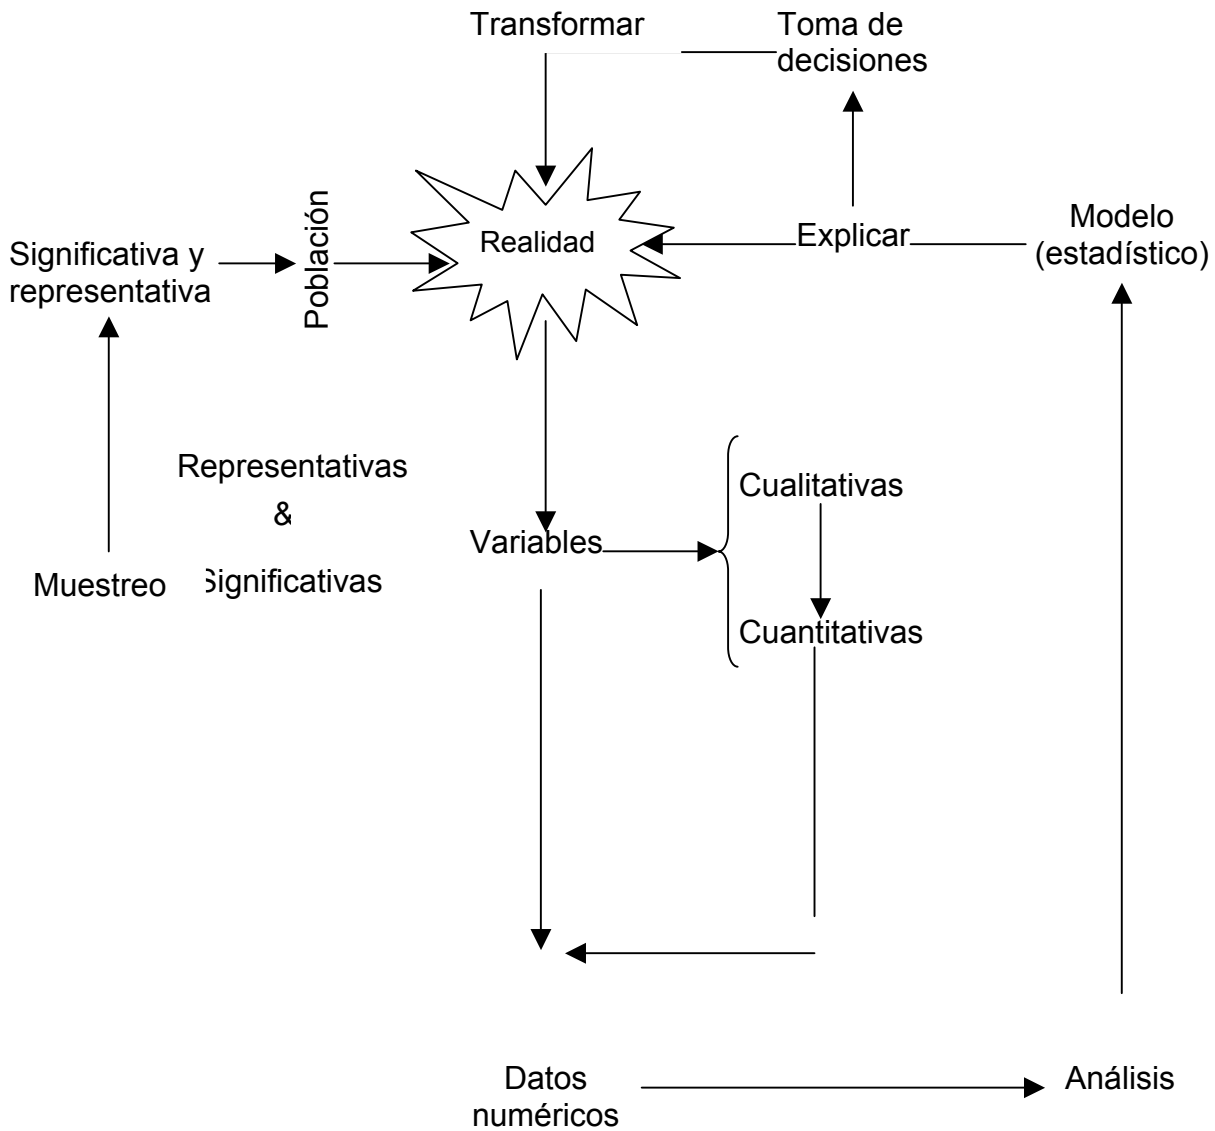 Transformar
Toma de
decisiones
Población
Realidad
Explicar
Modelo
(estadístico)
Significativa y
representativa
Representativas
&
Significativas
Muestreo
Variables
Cualitativas
Cuantitativas
Datos
numéricos
Análisis